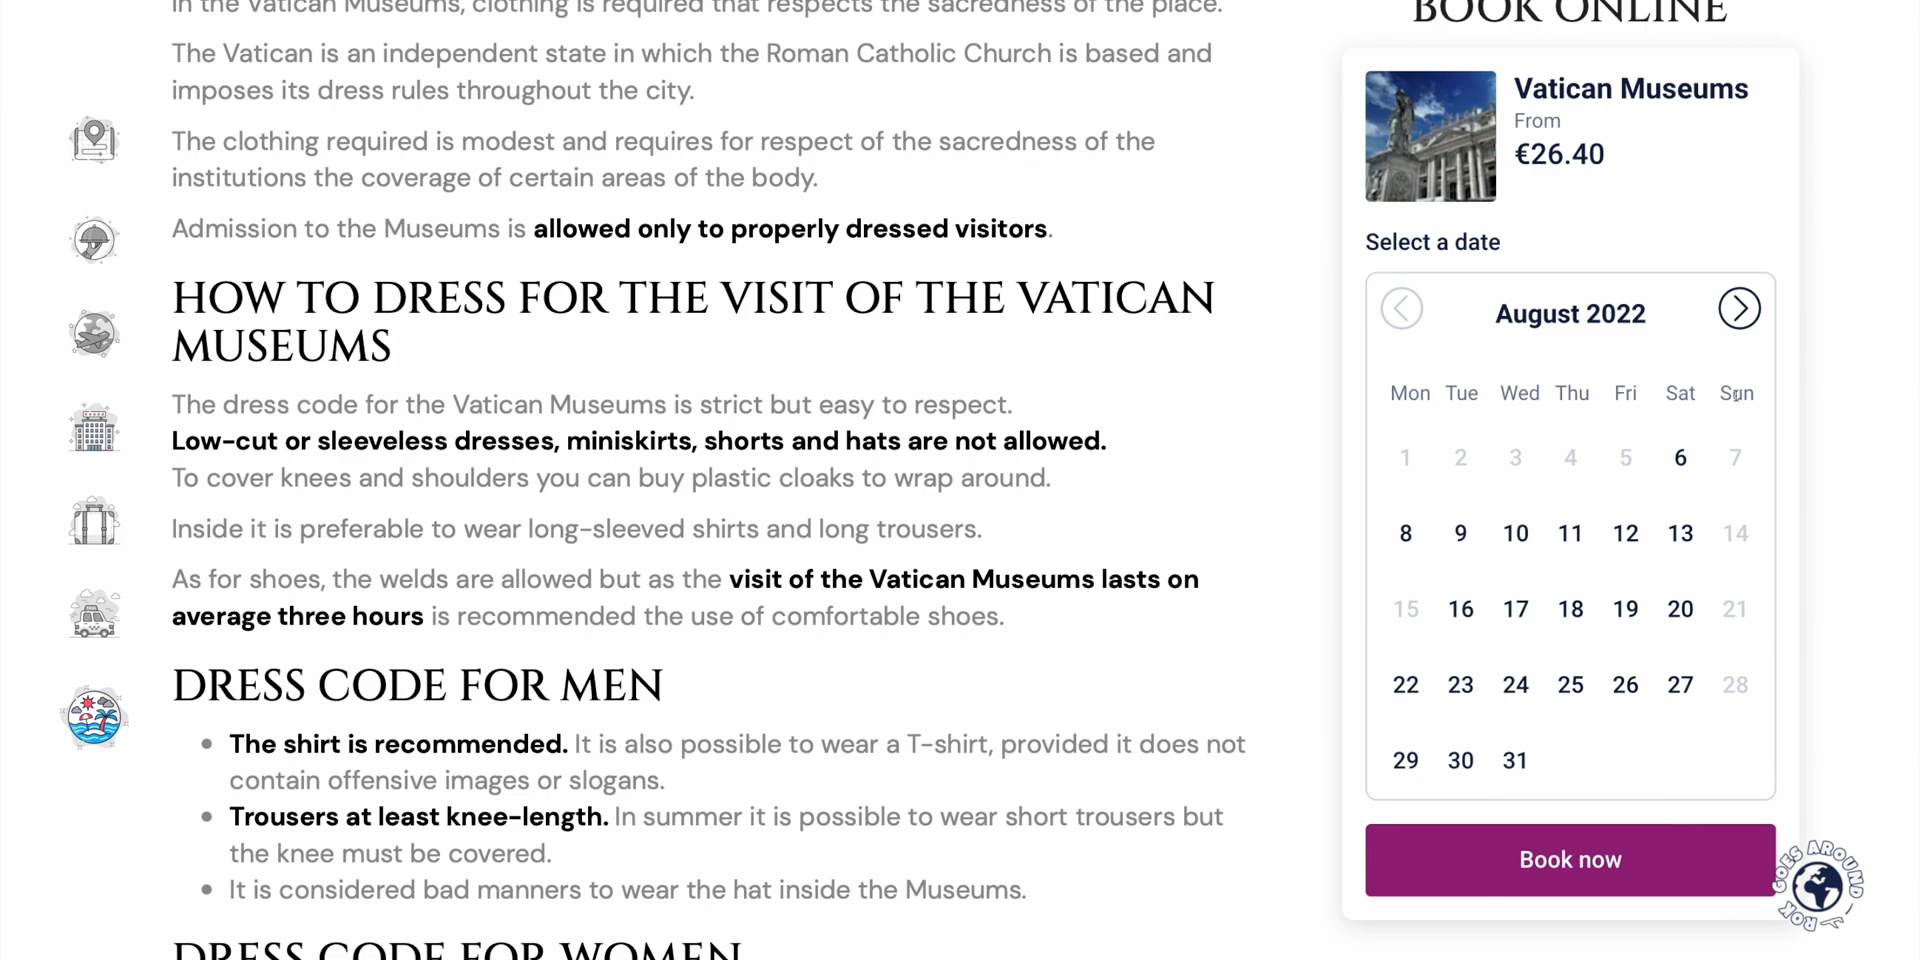 in the Vatican Museums, clothing is required that respects the sacredness of the place.
The Vatican is an independent state in which the Roman Catholic Church is based and
imposes its dress rules throughout the city.
The clothing required is modest and requires for respect of the sacredness of the
institutions the coverage of certain areas of the body.
Admission to the Museums is allowed only to properly dressed visitors.
HOW TO DRESS FOR THE VISIT OF THE VATICAN
MUSEUMS
The dress code for the Vatican Museums is strict but easy to respect.
Low-cut or sleeveless dresses, miniskirts, shorts and hats are not allowed.
To cover knees and shoulders you can buy plastic cloaks to wrap around.
Inside it is preferable to wear long-sleeved shirts and long trousers.
As for shoes, the welds are allowed but as the visit of the Vatican Museums lasts on
average three hours is recommended the use of comfortable shoes.
DRESS CODE FOR MEN
The shirt is recommended. It is also possible to wear a T-shirt, provided it does not
contain offensive images or slogans.
Trousers at least knee-length. In summer it is possible to wear short trousers but
the knee must be covered.
It is considered bad manners to wear the hat inside the Museums.
DRESS CODE FOR WOMEN
BOOK ONLINE
Vatican Museums
From
€26.40
Select a date
August 2022
Mon Tue Wed Thu Fri Sat Sun
1 2 3 4 5 6 7
8 9 10 11 12 13 14
15 16 17 18 19 20 21
22 23 24 25 26 27 28
29 30 31
Book now
ROK GOES AROUND